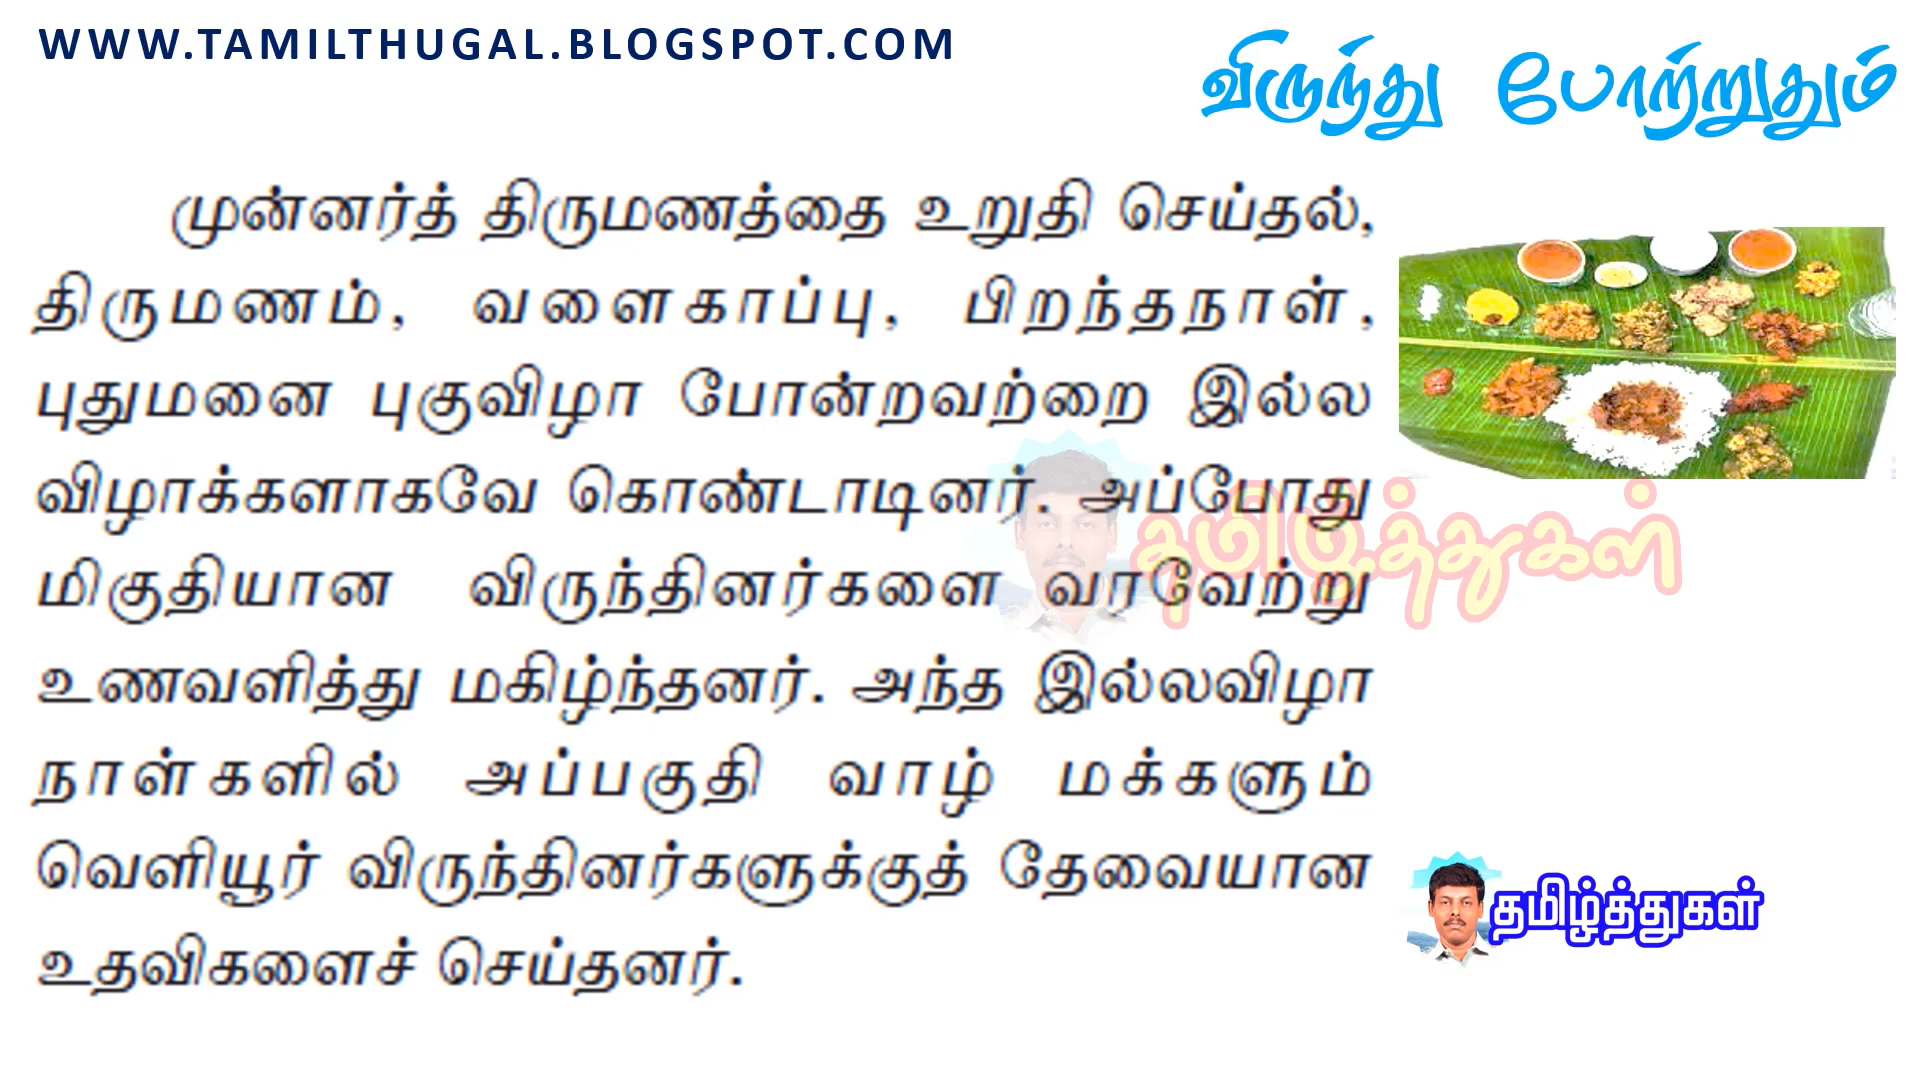 WWW.TAMILTHUGAL.BLOGSPOT.COM
விருந்து போற்றுதும்
முன்னர்த் திருமணத்தை உறுதி செய்தல்,
திருமணம், வளைகாப்பு, பிறந்தநாள்,
புதுமனை புகுவிழா போன்றவற்றை இல்ல
விழாக்களாகவே கொண்டாடினர். அப்போது
மிகுதியான விருந்தினர்களை வரவேற்று
உணவளித்து மகிழ்ந்தனர். அந்த இல்லவிழா
நாள்களில் அப்பகுதி வாழ் மக்களும்
வெளியூர் விருந்தினர்களுக்குத் தேவையான
உதவிகளைச் செய்தனர்.
தமிழ்த்துகள்
தமிழ்த்துகள்